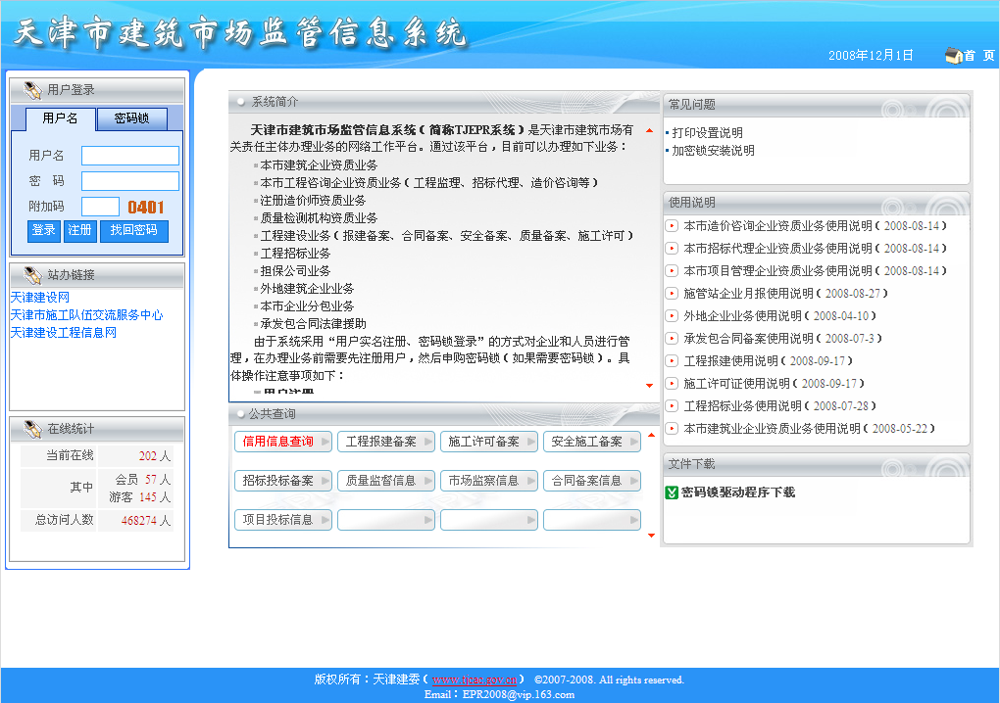 天津市建筑市场监管信息系统
2008年12月1日
首 页
用户登录
用户名
密码锁
用户名
密 码
附加码 0401
登录 注册 找回密码
站办链接
天津建设网
天津市施工队伍交流服务中心
天津建设工程信息网
在线统计
当前在线 202 人
其中 会员 57 人
游客 145 人
总访问人数 468274 人
系统简介
天津市建筑市场监管信息系统(简称TJEPR系统)是天津市建筑市场有
关责任主体办理业务的网络工作平台。通过该平台,目前可以办理如下业务:
本市建筑企业资质业务
本市工程咨询企业资质业务(工程监理、招标代理、造价咨询等)
注册造价师资质业务
质量检测机构资质业务
工程建设业务(报建备案、合同备案、安全备案、质量备案、施工许可)
工程招标业务
担保公司业务
外地建筑企业业务
本市企业分包业务
承发包合同法律援助
由于系统采用“用户实名注册、密码锁登录”的方式对企业和人员进行管
理,在办理业务前需要先注册用户,然后申购密码锁(如果需要密码锁)。具
体操作注意事项如下:
用户注册
公共查询
信用信息查询 工程报建备案 施工许可备案 安全施工备案
招标投标备案 质量监督信息 市场监察信息 合同备案信息
项目投标信息
常见问题
打印设置说明
加密锁安装说明
使用说明
本市造价咨询企业资质业务使用说明(2008-08-14)
本市招标代理企业资质业务使用说明(2008-08-14)
本市项目管理企业资质业务使用说明(2008-08-14)
施管站企业月报使用说明(2008-08-27)
外地企业业务使用说明(2008-04-10)
承发包合同备案使用说明(2008-07-3)
工程报建使用说明(2008-09-17)
施工许可证使用说明(2008-09-17)
工程招标业务使用说明(2008-07-28)
本市建筑业企业资质业务使用说明(2008-05-22)
文件下载
密码锁驱动程序下载
版权所有:天津建委(www.tjcac.gov.cn) ©2007-2008. All rights reserved.
Email:EPR2008@vip.163.com